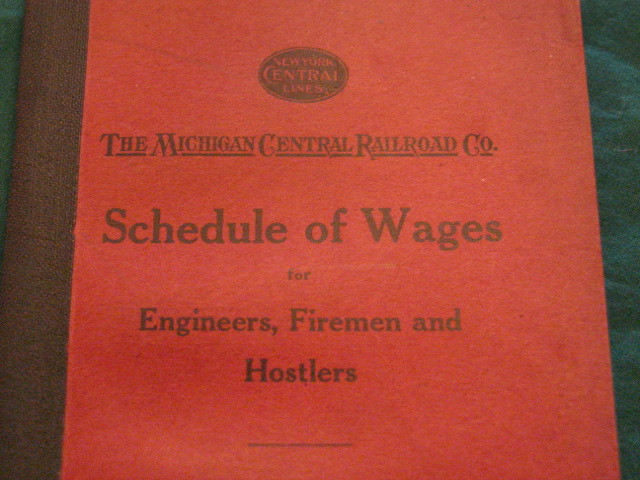 NEW YORK
CENTRAL
LINES
THE MICHIGAN CENTRAL RAILROAD CO.
Schedule of Wages
for
Engineers, Firemen and
Hostlers